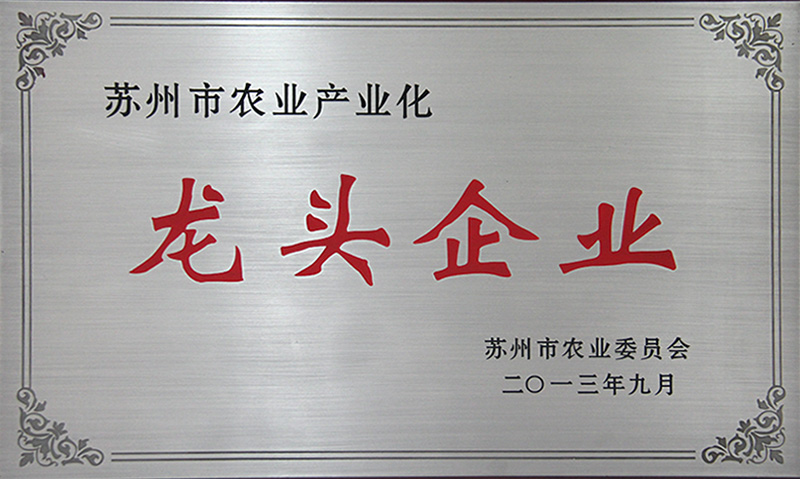 苏州市农业产业化
龙头企业
苏州市农业委员会
二〇一三年九月